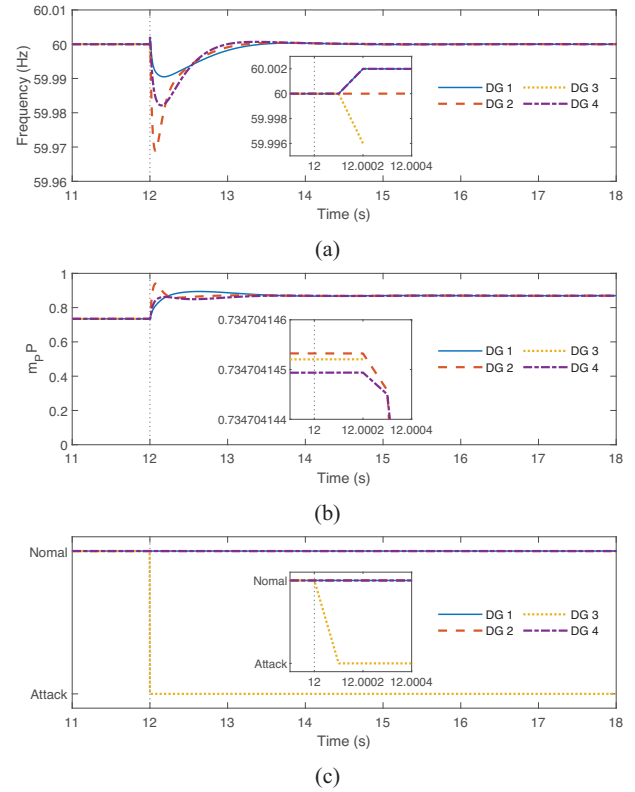 60.01
60
59.99
59.98
59.97
59.96
Frequency (Hz)
60.002
60
59.998
59.996
12 12.0002 12.0004
DG 1 DG 3
DG 2 DG 4
11 12 13 14 15 16 17 18
Time (s)
(a)
1
0.8
0.6
0.4
0.2
0
mPP
0.734704146
0.734704145
0.734704144
12 12.0002 12.0004
DG 1 DG 3
DG 2 DG 4
11 12 13 14 15 16 17 18
Time (s)
(b)
Nomal
Attack
Nomal
Attack
12 12.0002 12.0004
DG 1 DG 3
DG 2 DG 4
11 12 13 14 15 16 17 18
Time (s)
(c)